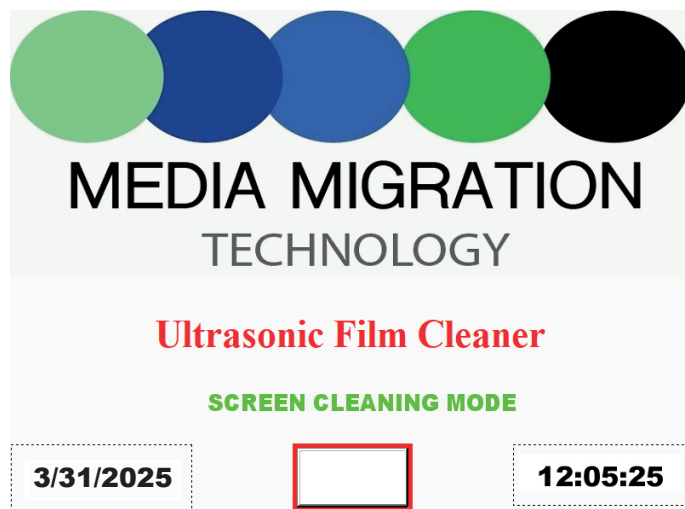 MEDIA MIGRATION
TECHNOLOGY
Ultrasonic Film Cleaner
SCREEN CLEANING MODE
3/31/2025
12:05:25